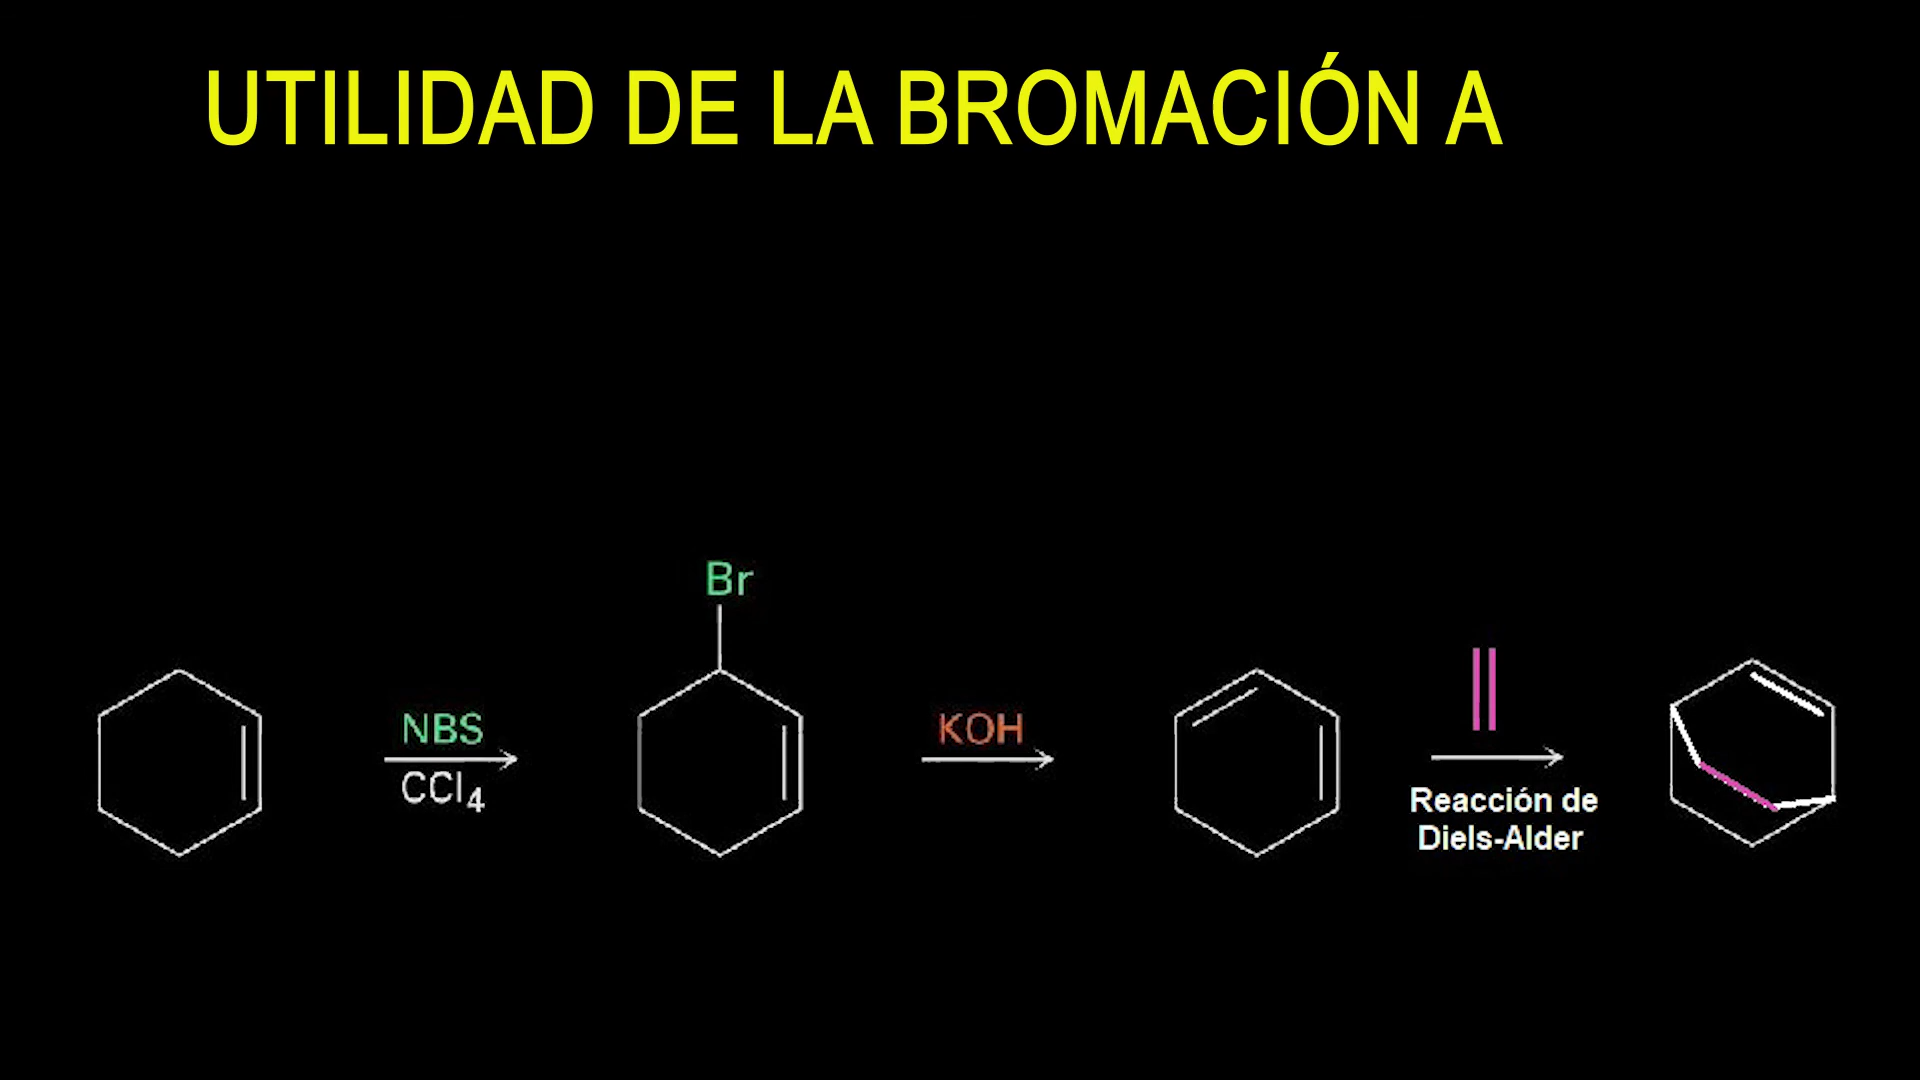 UTILIDAD DE LA BROMACIÓN A
Br
NBS
CCl₄
KOH
Reacción de
Diels-Alder